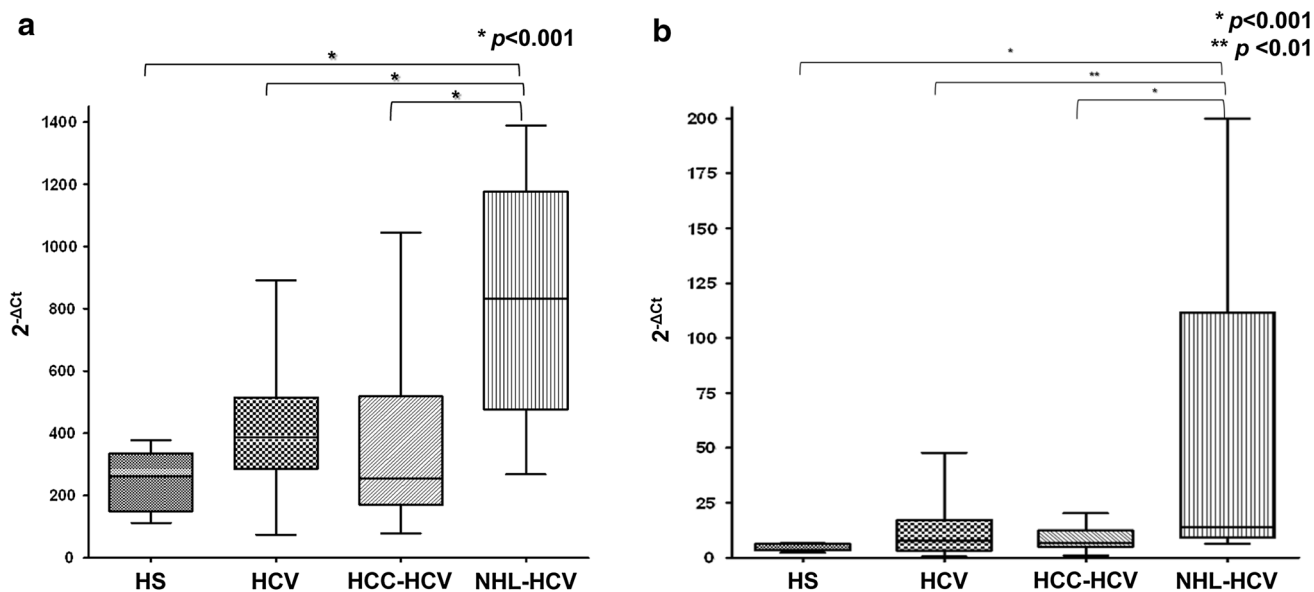 a
* p<0.001
*
*
*
2-ΔCt
1400
1200
1000
800
600
400
200
0
HS HCV HCC-HCV NHL-HCV
b
* p<0.001
** p <0.01
*
**
*
2-ΔCt
200
175
150
125
100
75
50
25
0
HS HCV HCC-HCV NHL-HCV